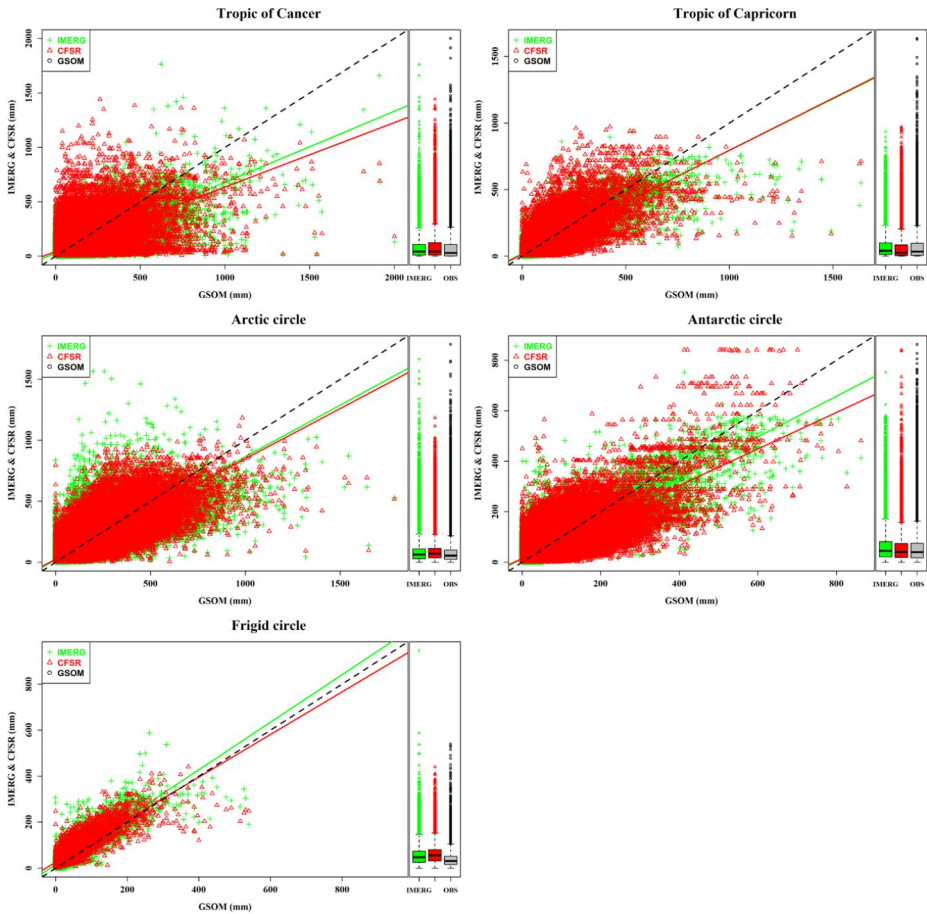 Tropic of Cancer
IMERG
CFSR
GSOM
IMERG & CFSR (mm)
0 500 1000 1500 2000
0 500 1000 1500 2000
GSOM (mm)
IMERG OBS
Tropic of Capricorn
IMERG
CFSR
GSOM
IMERG & CFSR (mm)
0 500 1000 1500
0 500 1000 1500
GSOM (mm)
IMERG OBS
Arctic circle
IMERG
CFSR
GSOM
IMERG & CFSR (mm)
0 500 1000 1500
0 500 1000 1500
GSOM (mm)
IMERG OBS
Antarctic circle
IMERG
CFSR
GSOM
IMERG & CFSR (mm)
0 200 400 600 800
0 200 400 600 800
GSOM (mm)
IMERG OBS
Frigid circle
IMERG
CFSR
GSOM
IMERG & CFSR (mm)
0 200 400 600 800
0 200 400 600 800
GSOM (mm)
IMERG OBS